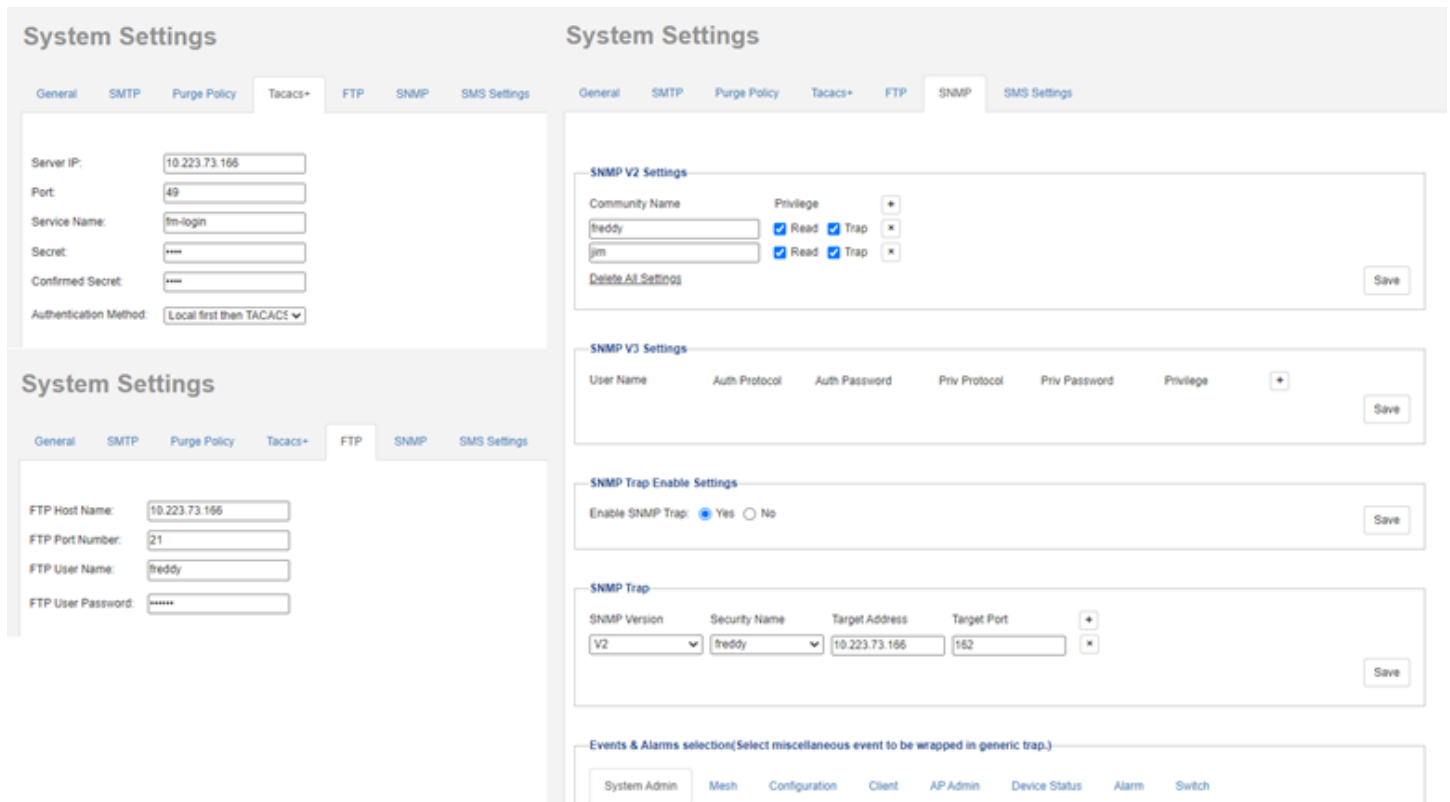 System Settings
General SMTP Purge Policy Tacacs+ FTP SNMP SMS Settings
Server IP: 10.223.73.166
Port: 49
Service Name: fm-login
Secret: ••••
Confirmed Secret: ••••
Authentication Method: Local first then TACACS
System Settings
General SMTP Purge Policy Tacacs+ FTP SNMP SMS Settings
FTP Host Name: 10.223.73.166
FTP Port Number: 21
FTP User Name: freddy
FTP User Password: ••••••
System Settings
General SMTP Purge Policy Tacacs+ FTP SNMP SMS Settings
SNMP V2 Settings
Community Name Privilege +
freddy Read Trap ×
jim Read Trap ×
Delete All Settings
Save
SNMP V3 Settings
User Name Auth Protocol Auth Password Priv Protocol Priv Password Privilege +
Save
SNMP Trap Enable Settings
Enable SNMP Trap: Yes No
Save
SNMP Trap
SNMP Version Security Name Target Address Target Port +
V2 freddy 10.223.73.166 162 ×
Save
Events & Alarms selection(Select miscellaneous event to be wrapped in generic trap.)
System Admin Mesh Configuration Client AP Admin Device Status Alarm Switch